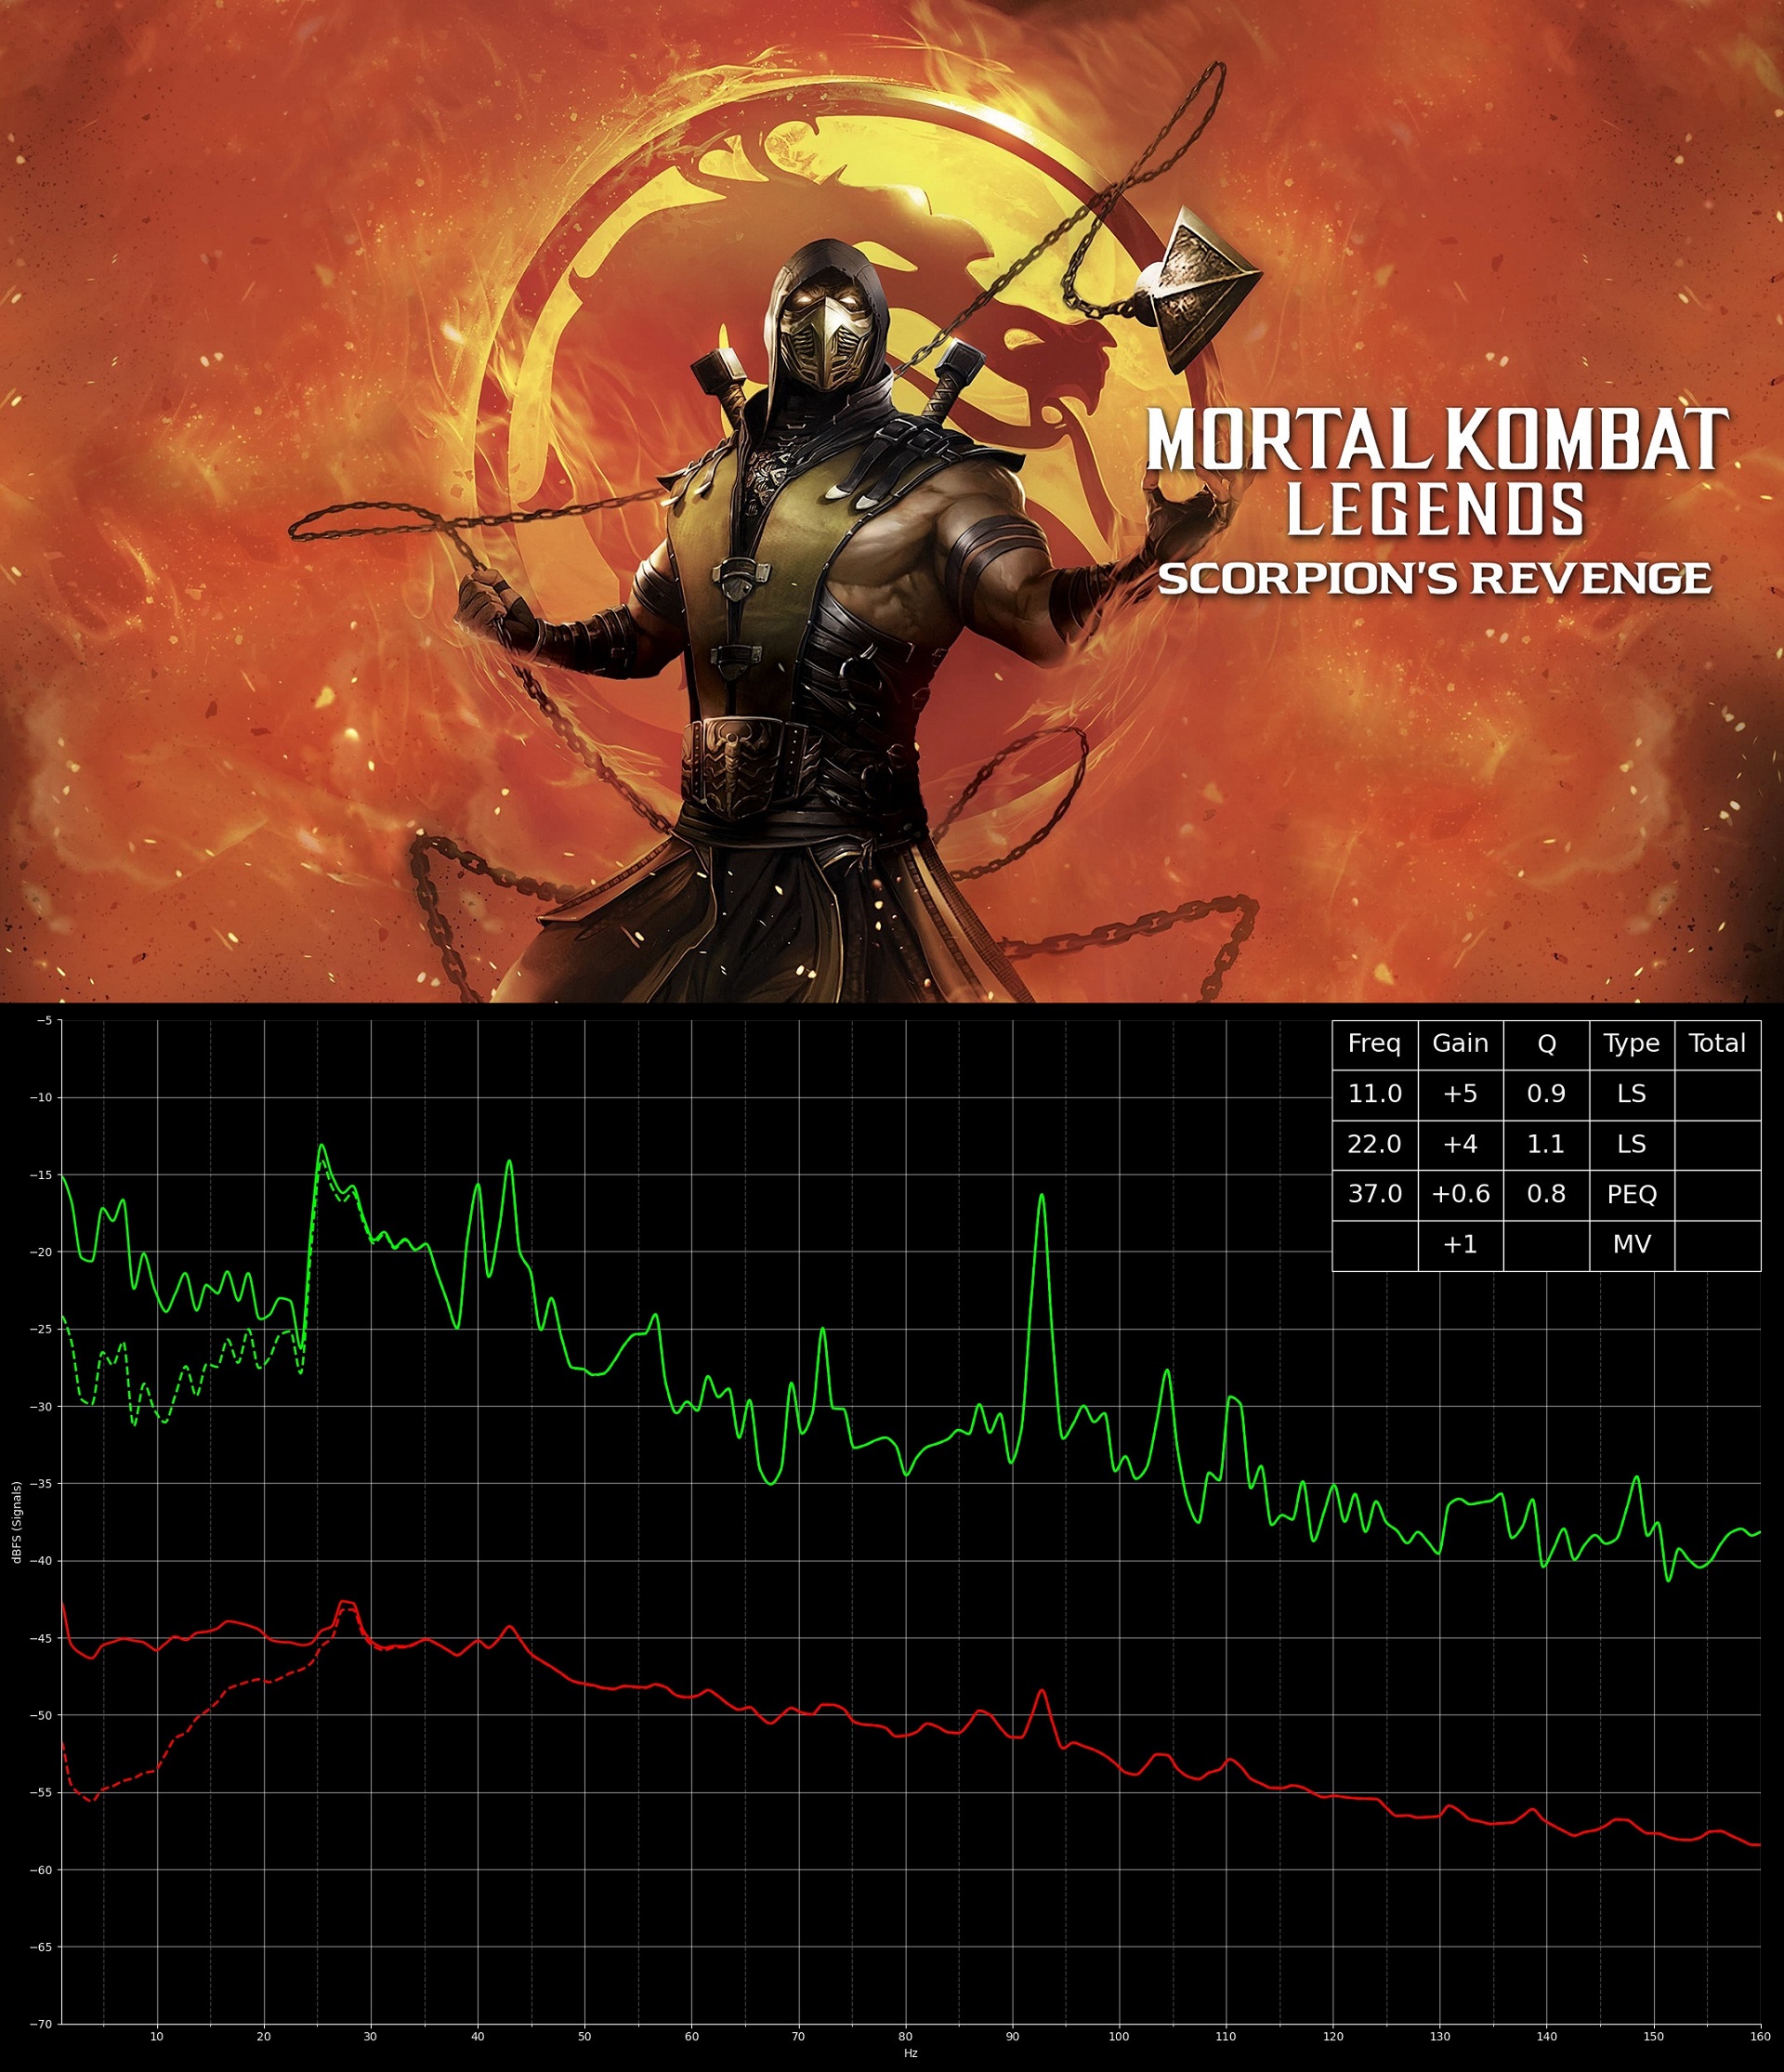 MORTAL KOMBAT
LEGENDS
SCORPION'S REVENGE
Freq Gain Q Type Total
11.0 +5 0.9 LS
22.0 +4 1.1 LS
37.0 +0.6 0.8 PEQ
+1 MV
−5
−10
−15
−20
−25
−30
−35
−40
−45
−50
−55
−60
−65
−70
dBFS (Signals)
10 20 30 40 50 60 70 80 90 100 110 120 130 140 150 160
Hz